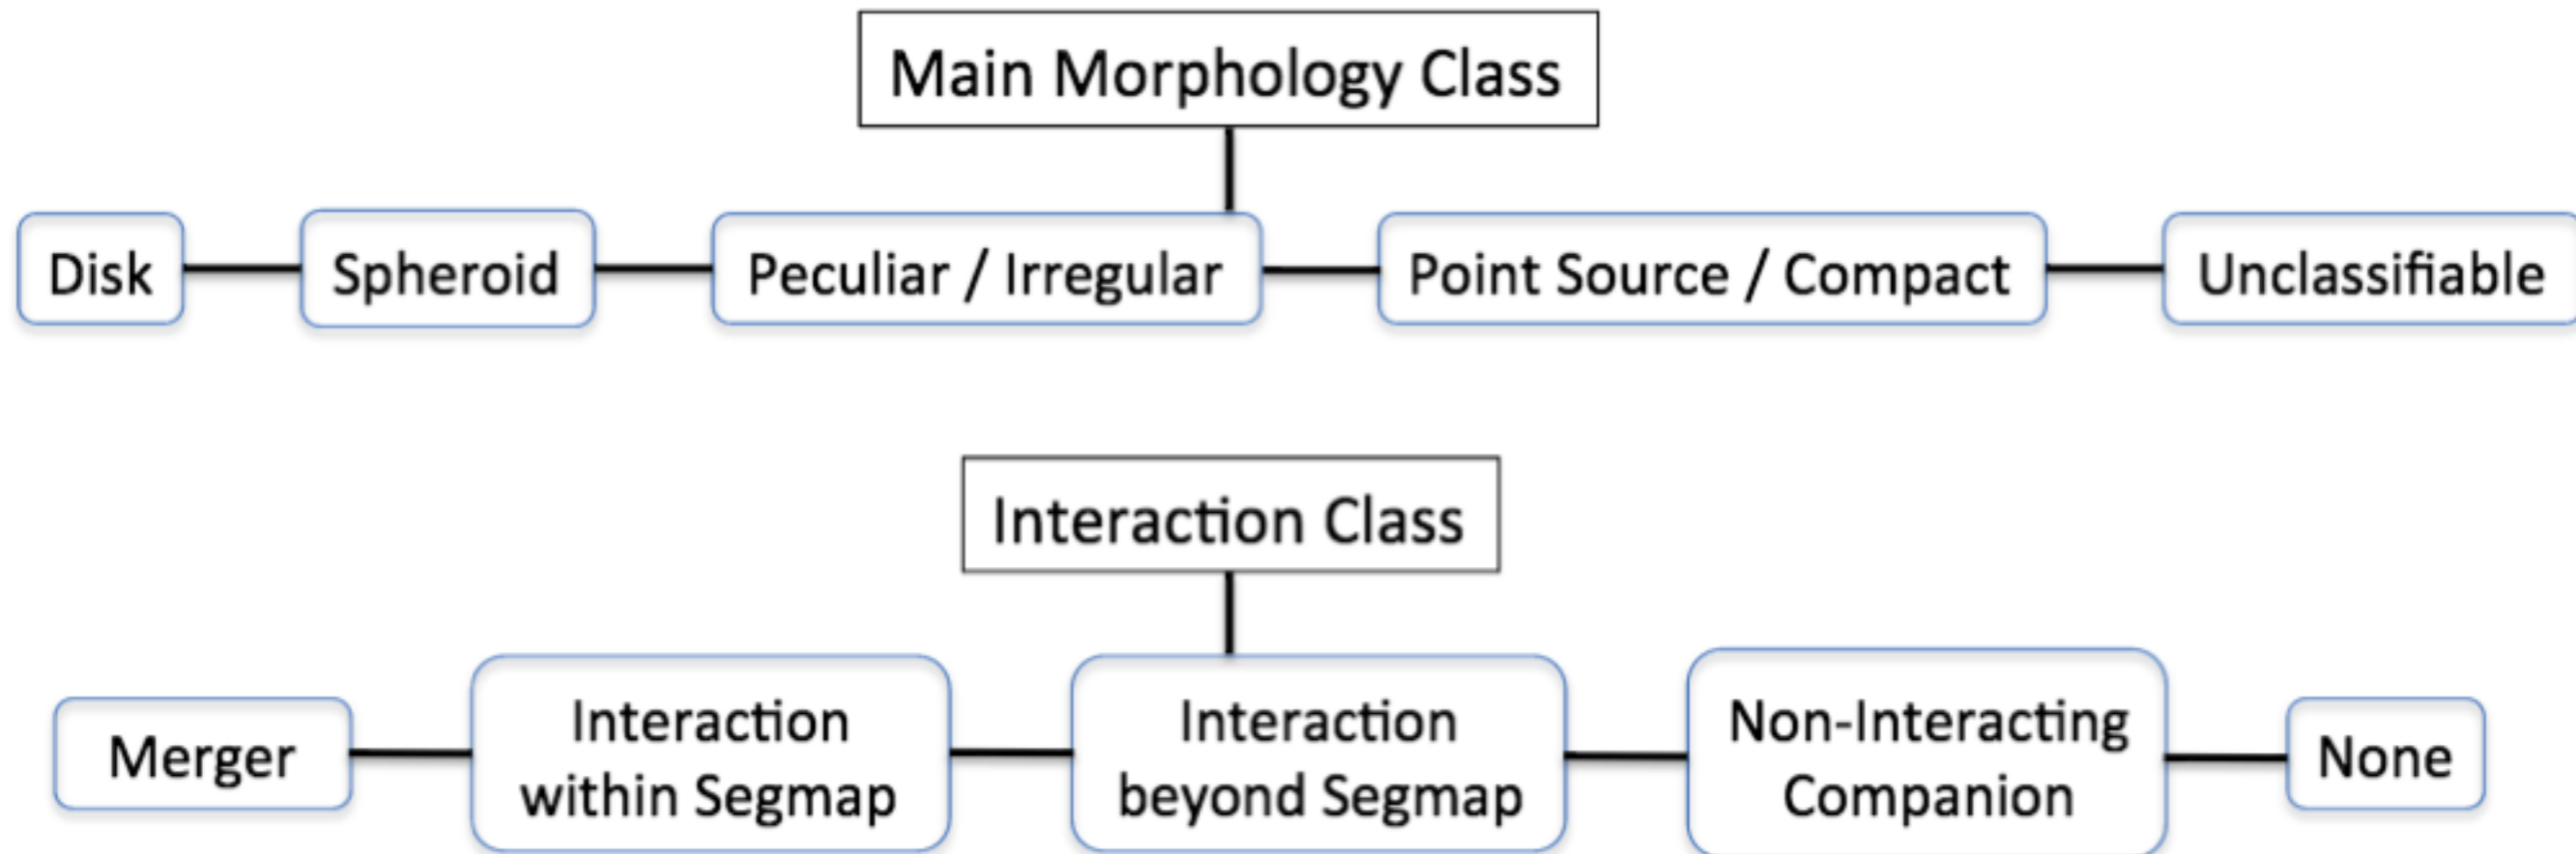 Main Morphology Class
Disk
Spheroid
Peculiar / Irregular
Point Source / Compact
Unclassifiable
Interaction Class
Merger
Interaction
within Segmap
Interaction
beyond Segmap
Non-Interacting
Companion
None